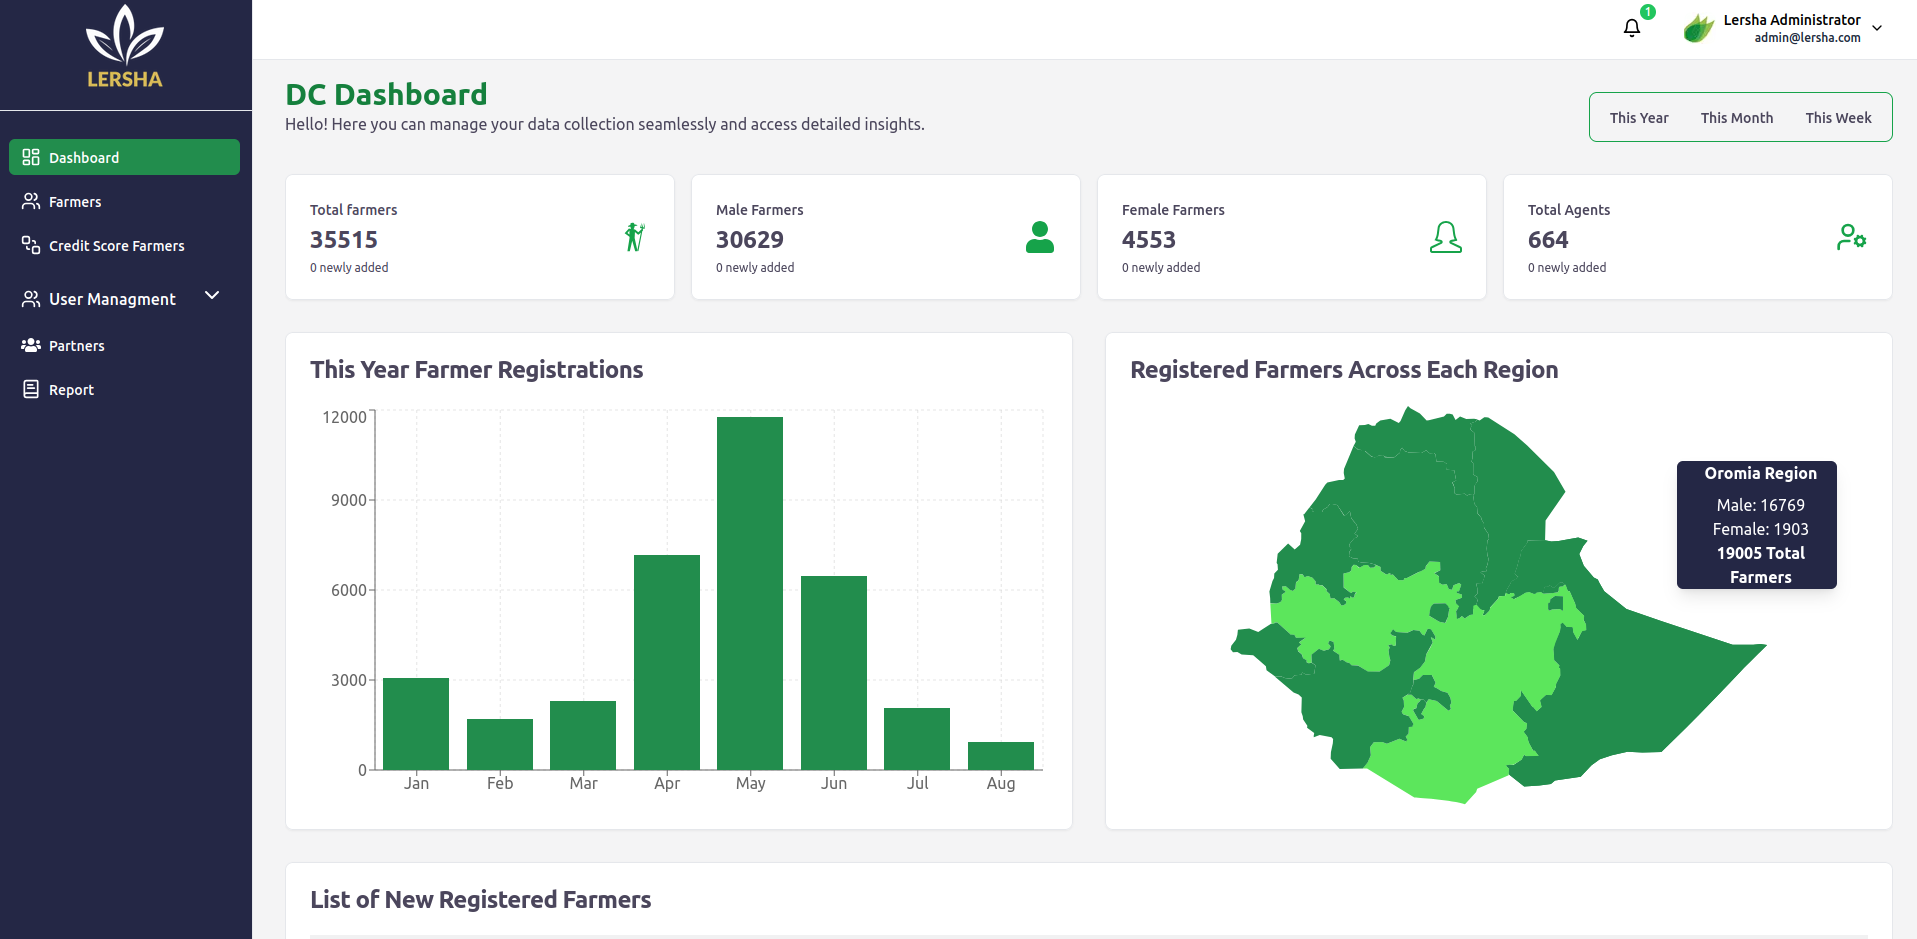 LERSHA
Dashboard
Farmers
Credit Score Farmers
User Managment
Partners
Report
1
Lersha Administrator
admin@lersha.com
DC Dashboard
Hello! Here you can manage your data collection seamlessly and access detailed insights.
This Year This Month This Week
Total farmers
35515
0 newly added
Male Farmers
30629
0 newly added
Female Farmers
4553
0 newly added
Total Agents
664
0 newly added
This Year Farmer Registrations
12000
9000
6000
3000
0
Jan Feb Mar Apr May Jun Jul Aug
Registered Farmers Across Each Region
Oromia Region
Male: 16769
Female: 1903
19005 Total
Farmers
List of New Registered Farmers